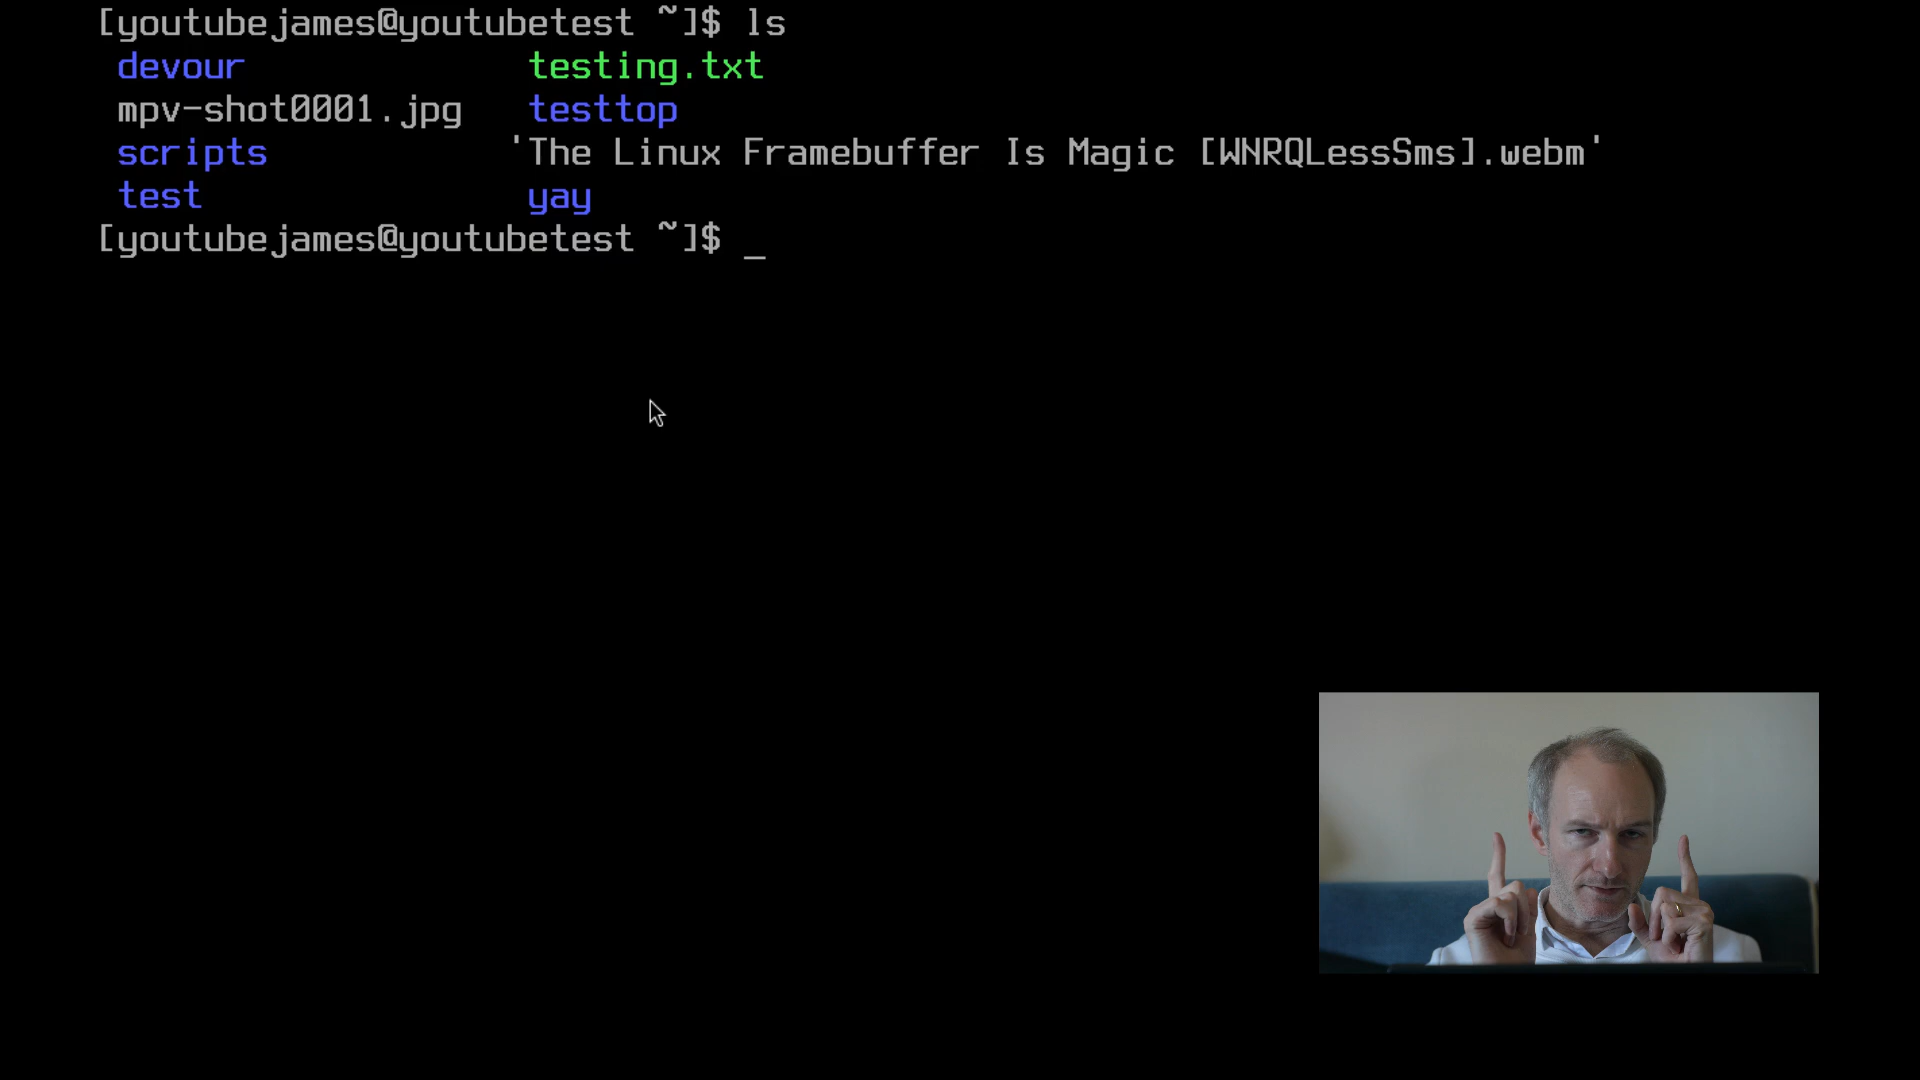 [youtubejames@youtubetest ~]$ ls
devour testing.txt
mpv-shot0001.jpg testtop
scripts 'The Linux Framebuffer Is Magic [WNRQLessSms].webm'
test yay
[youtubejames@youtubetest ~]$ _